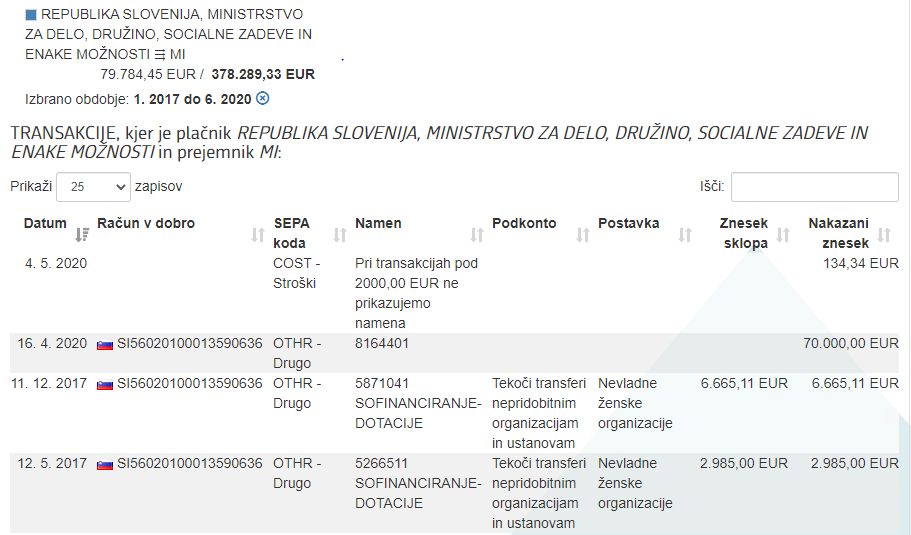 REPUBLIKA SLOVENIJA, MINISTRSTVO
ZA DELO, DRUŽINO, SOCIALNE ZADEVE IN
ENAKE MOŽNOSTI ⇶ MI
79.784,45 EUR / 378.289,33 EUR
Izbrano obdobje: 1. 2017 do 6. 2020
TRANSAKCIJE, kjer je plačnik REPUBLIKA SLOVENIJA, MINISTRSTVO ZA DELO, DRUŽINO, SOCIALNE ZADEVE IN
ENAKE MOŽNOSTI in prejemnik MI:
Prikaži 25 zapisov Išči:
Datum Račun v dobro SEPA Namen Podkonto Postavka Znesek Nakazani
koda sklopa znesek
4. 5. 2020 COST - Pri transakcijah pod 134,34 EUR
Stroški 2000,00 EUR ne
prikazujemo
namena
16. 4. 2020 SI56020100013590636 OTHR - 8164401 70.000,00 EUR
Drugo
11. 12. 2017 SI56020100013590636 OTHR - 5871041 Tekoči transferi Nevladne 6.665,11 EUR 6.665,11 EUR
Drugo SOFINANCIRANJE- nepridobitnim ženske
DOTACIJE organizacijam organizacije
in ustanovam
12. 5. 2017 SI56020100013590636 OTHR - 5266511 Tekoči transferi Nevladne 2.985,00 EUR 2.985,00 EUR
Drugo SOFINANCIRANJE- nepridobitnim ženske
DOTACIJE organizacijam organizacije
in ustanovam